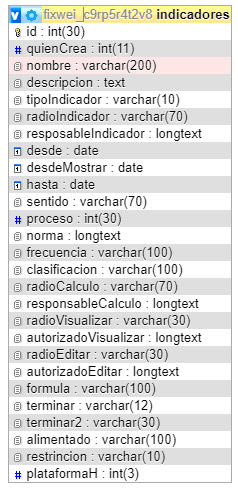 fixwei_c9rp5r4t2v8 indicadores
id : int(30)
quienCrea : int(11)
nombre : varchar(200)
descripcion : text
tipoIndicador : varchar(10)
radioIndicador : varchar(70)
resposableIndicador : longtext
desde : date
desdeMostrar : date
hasta : date
sentido : varchar(70)
proceso : int(30)
norma : longtext
frecuencia : varchar(100)
clasificacion : varchar(100)
radioCalculo : varchar(70)
responsableCalculo : longtext
radioVisualizar : varchar(30)
autorizadoVisualizar : longtext
radioEditar : varchar(30)
autorizadoEditar : longtext
formula : varchar(100)
terminar : varchar(12)
terminar2 : varchar(30)
alimentado : varchar(100)
restrincion : varchar(10)
plataformaH : int(3)